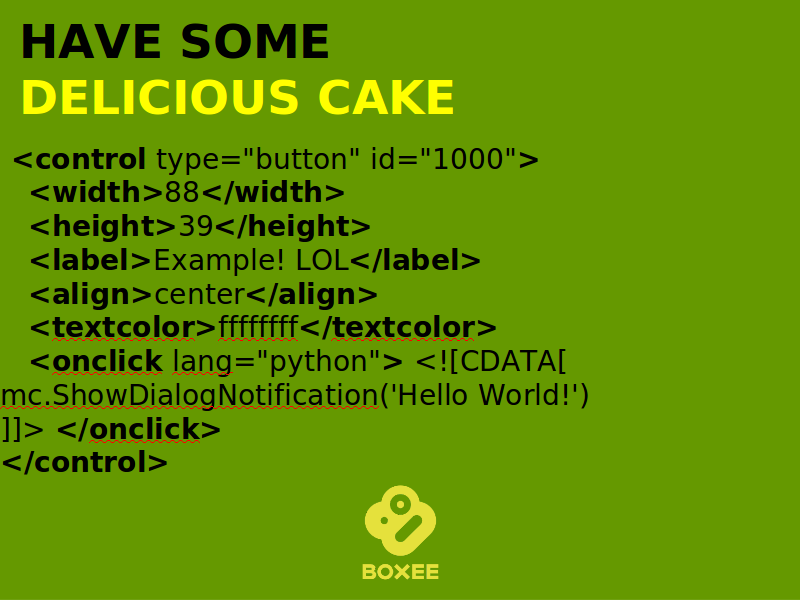 HAVE SOME
DELICIOUS CAKE
<control type="button" id="1000">
<width>88</width>
<height>39</height>
<label>Example! LOL</label>
<align>center</align>
<textcolor>ffffffff</textcolor>
<onclick lang="python"> <![CDATA[
mc.ShowDialogNotification('Hello World!')
]]> </onclick>
</control>
BOXEE